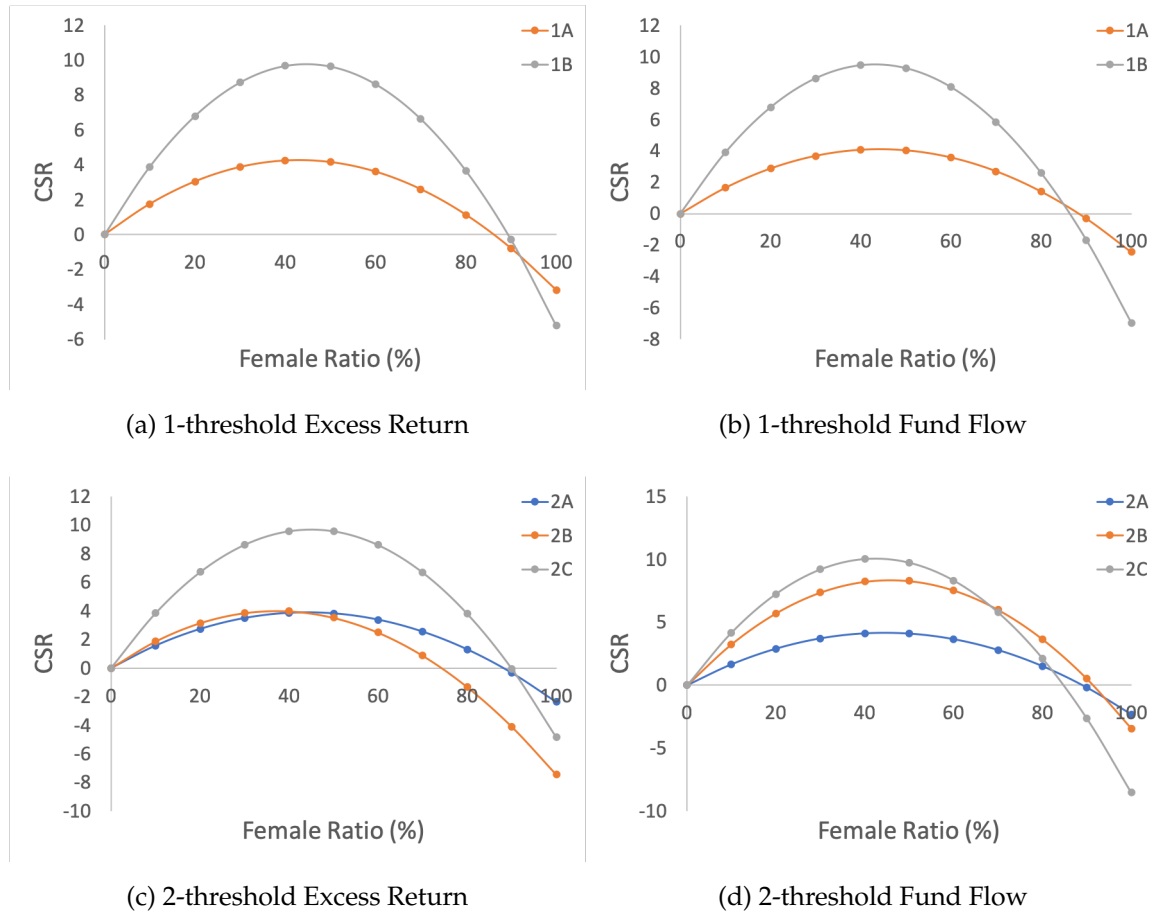 12
10
8
6
4
2
0
-2
-4
-6
0 20 40 60 80 100
CSR
Female Ratio (%)
1A
1B
(a) 1-threshold Excess Return
12
10
8
6
4
2
0
-2
-4
-6
-8
0 20 40 60 80 100
CSR
Female Ratio (%)
1A
1B
(b) 1-threshold Fund Flow
12
10
8
6
4
2
0
-2
-4
-6
-8
-10
0 20 40 60 80 100
CSR
Female Ratio (%)
2A
2B
2C
(c) 2-threshold Excess Return
15
10
5
0
-5
-10
0 20 40 60 80 100
CSR
Female Ratio (%)
2A
2B
2C
(d) 2-threshold Fund Flow